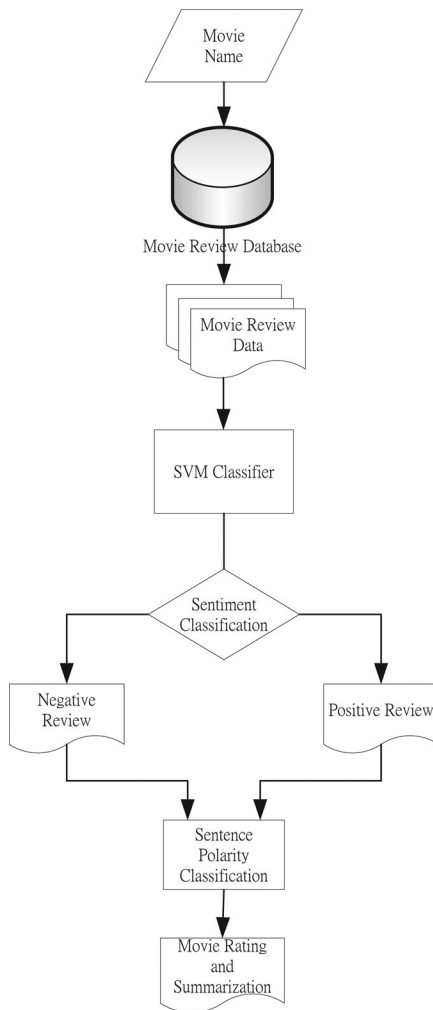 Movie
Name
Movie Review Database
Movie Review
Data
SVM Classifier
Sentiment
Classification
Negative
Review
Positive Review
Sentence
Polarity
Classification
Movie Rating
and
Summarization